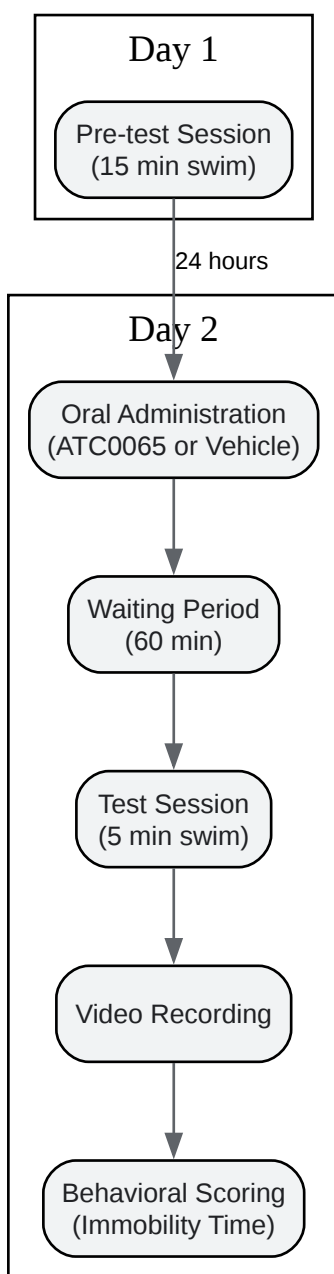 Day 1
Pre-test Session
(15 min swim)
24 hours
Day 2
Oral Administration
(ATC0065 or Vehicle)
Waiting Period
(60 min)
Test Session
(5 min swim)
Video Recording
Behavioral Scoring
(Immobility Time)